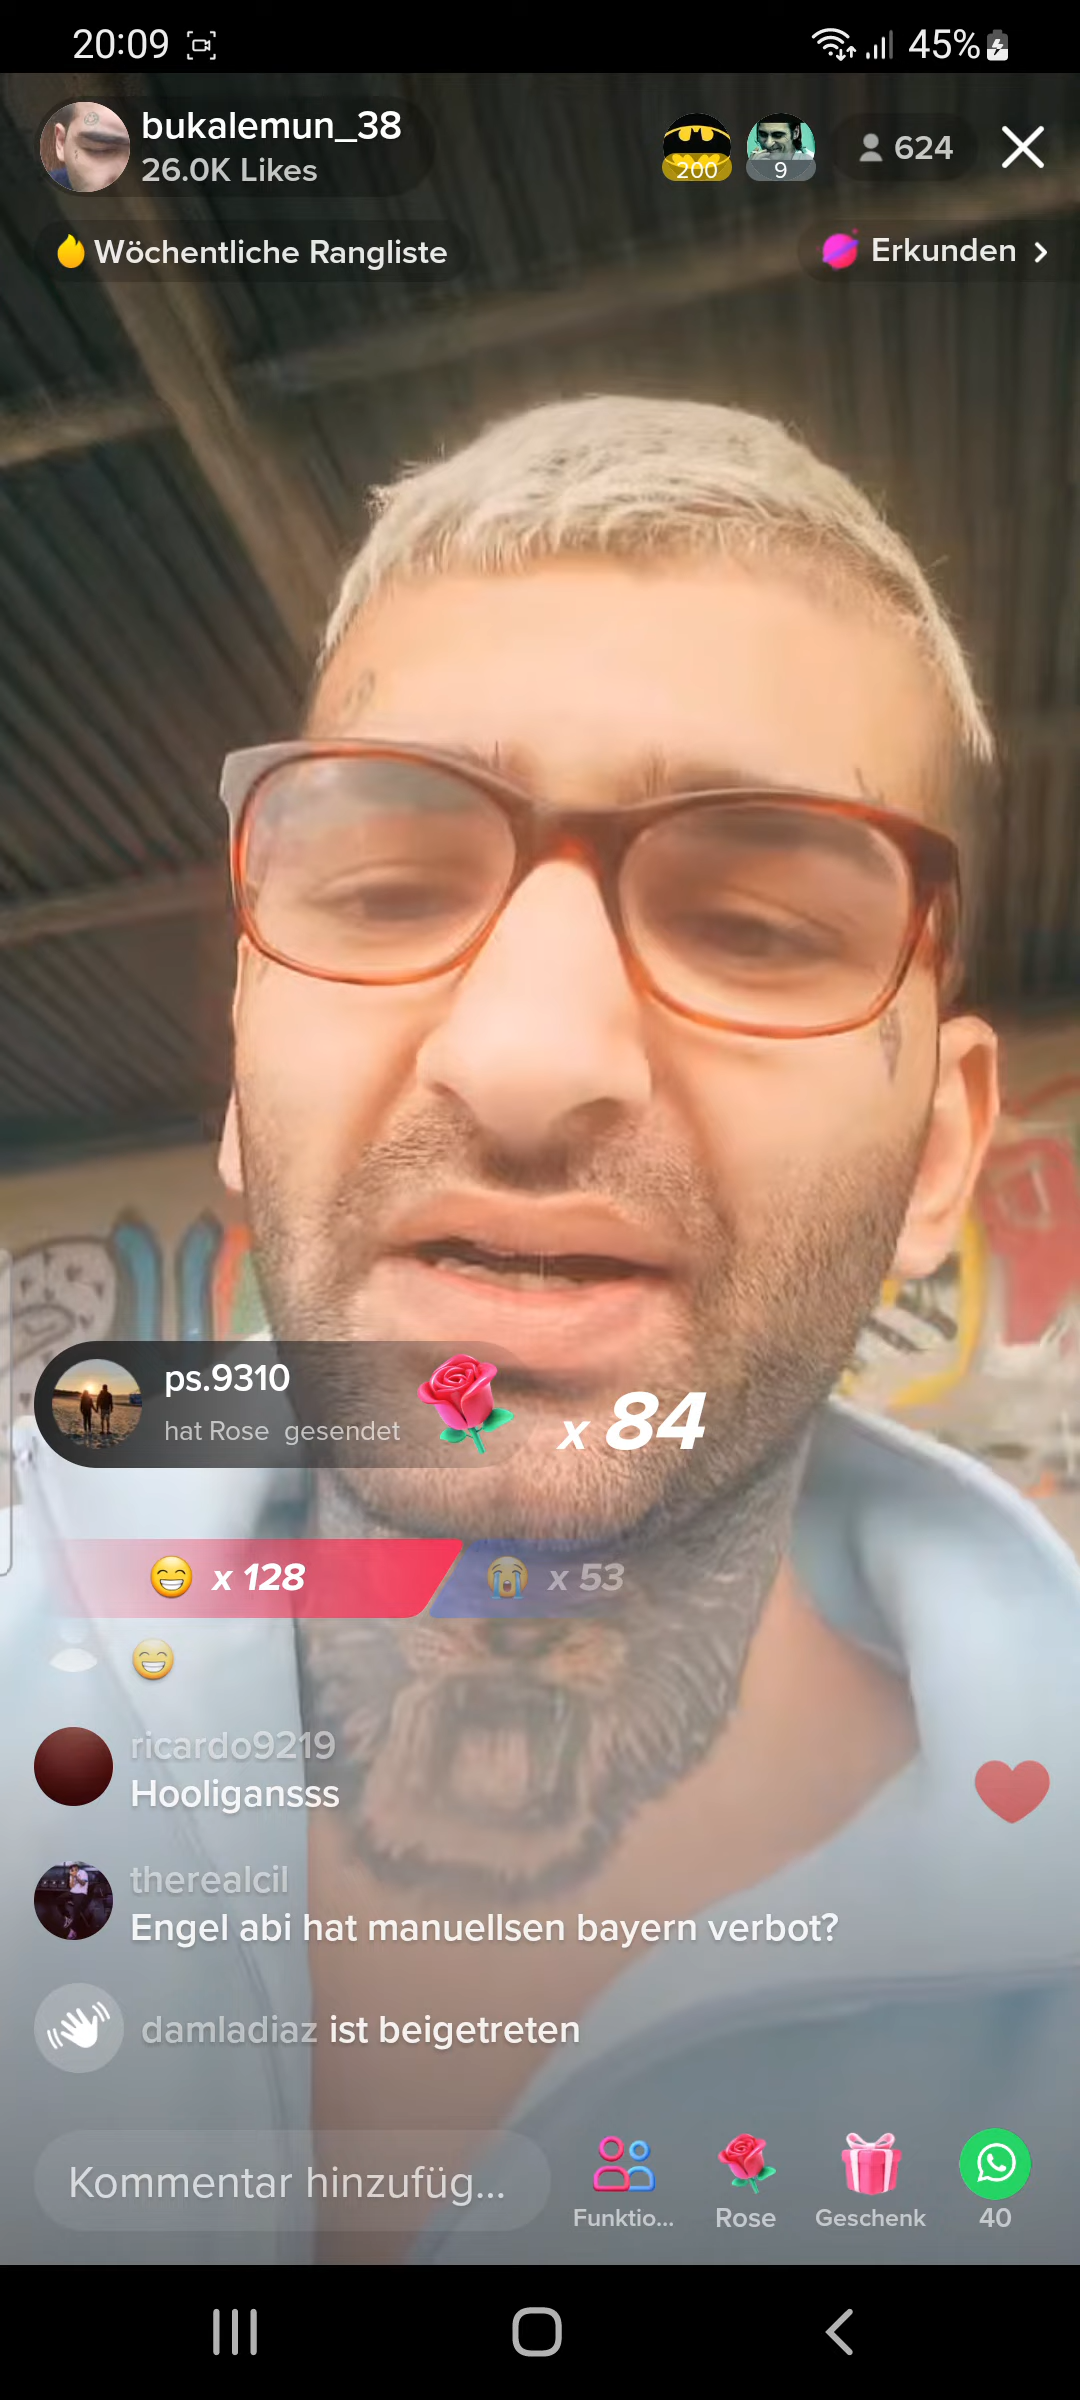 20:09
45%
bukalemun_38
26.0K Likes
200
9
624
Wöchentliche Rangliste
Erkunden
ps.9310
hat Rose gesendet
x 84
x 128
x 53
ricardo9219
Hooligansss
therealcil
Engel abi hat manuellsen bayern verbot?
damladiaz ist beigetreten
Kommentar hinzufüg...
Funktio...
Rose
Geschenk
40